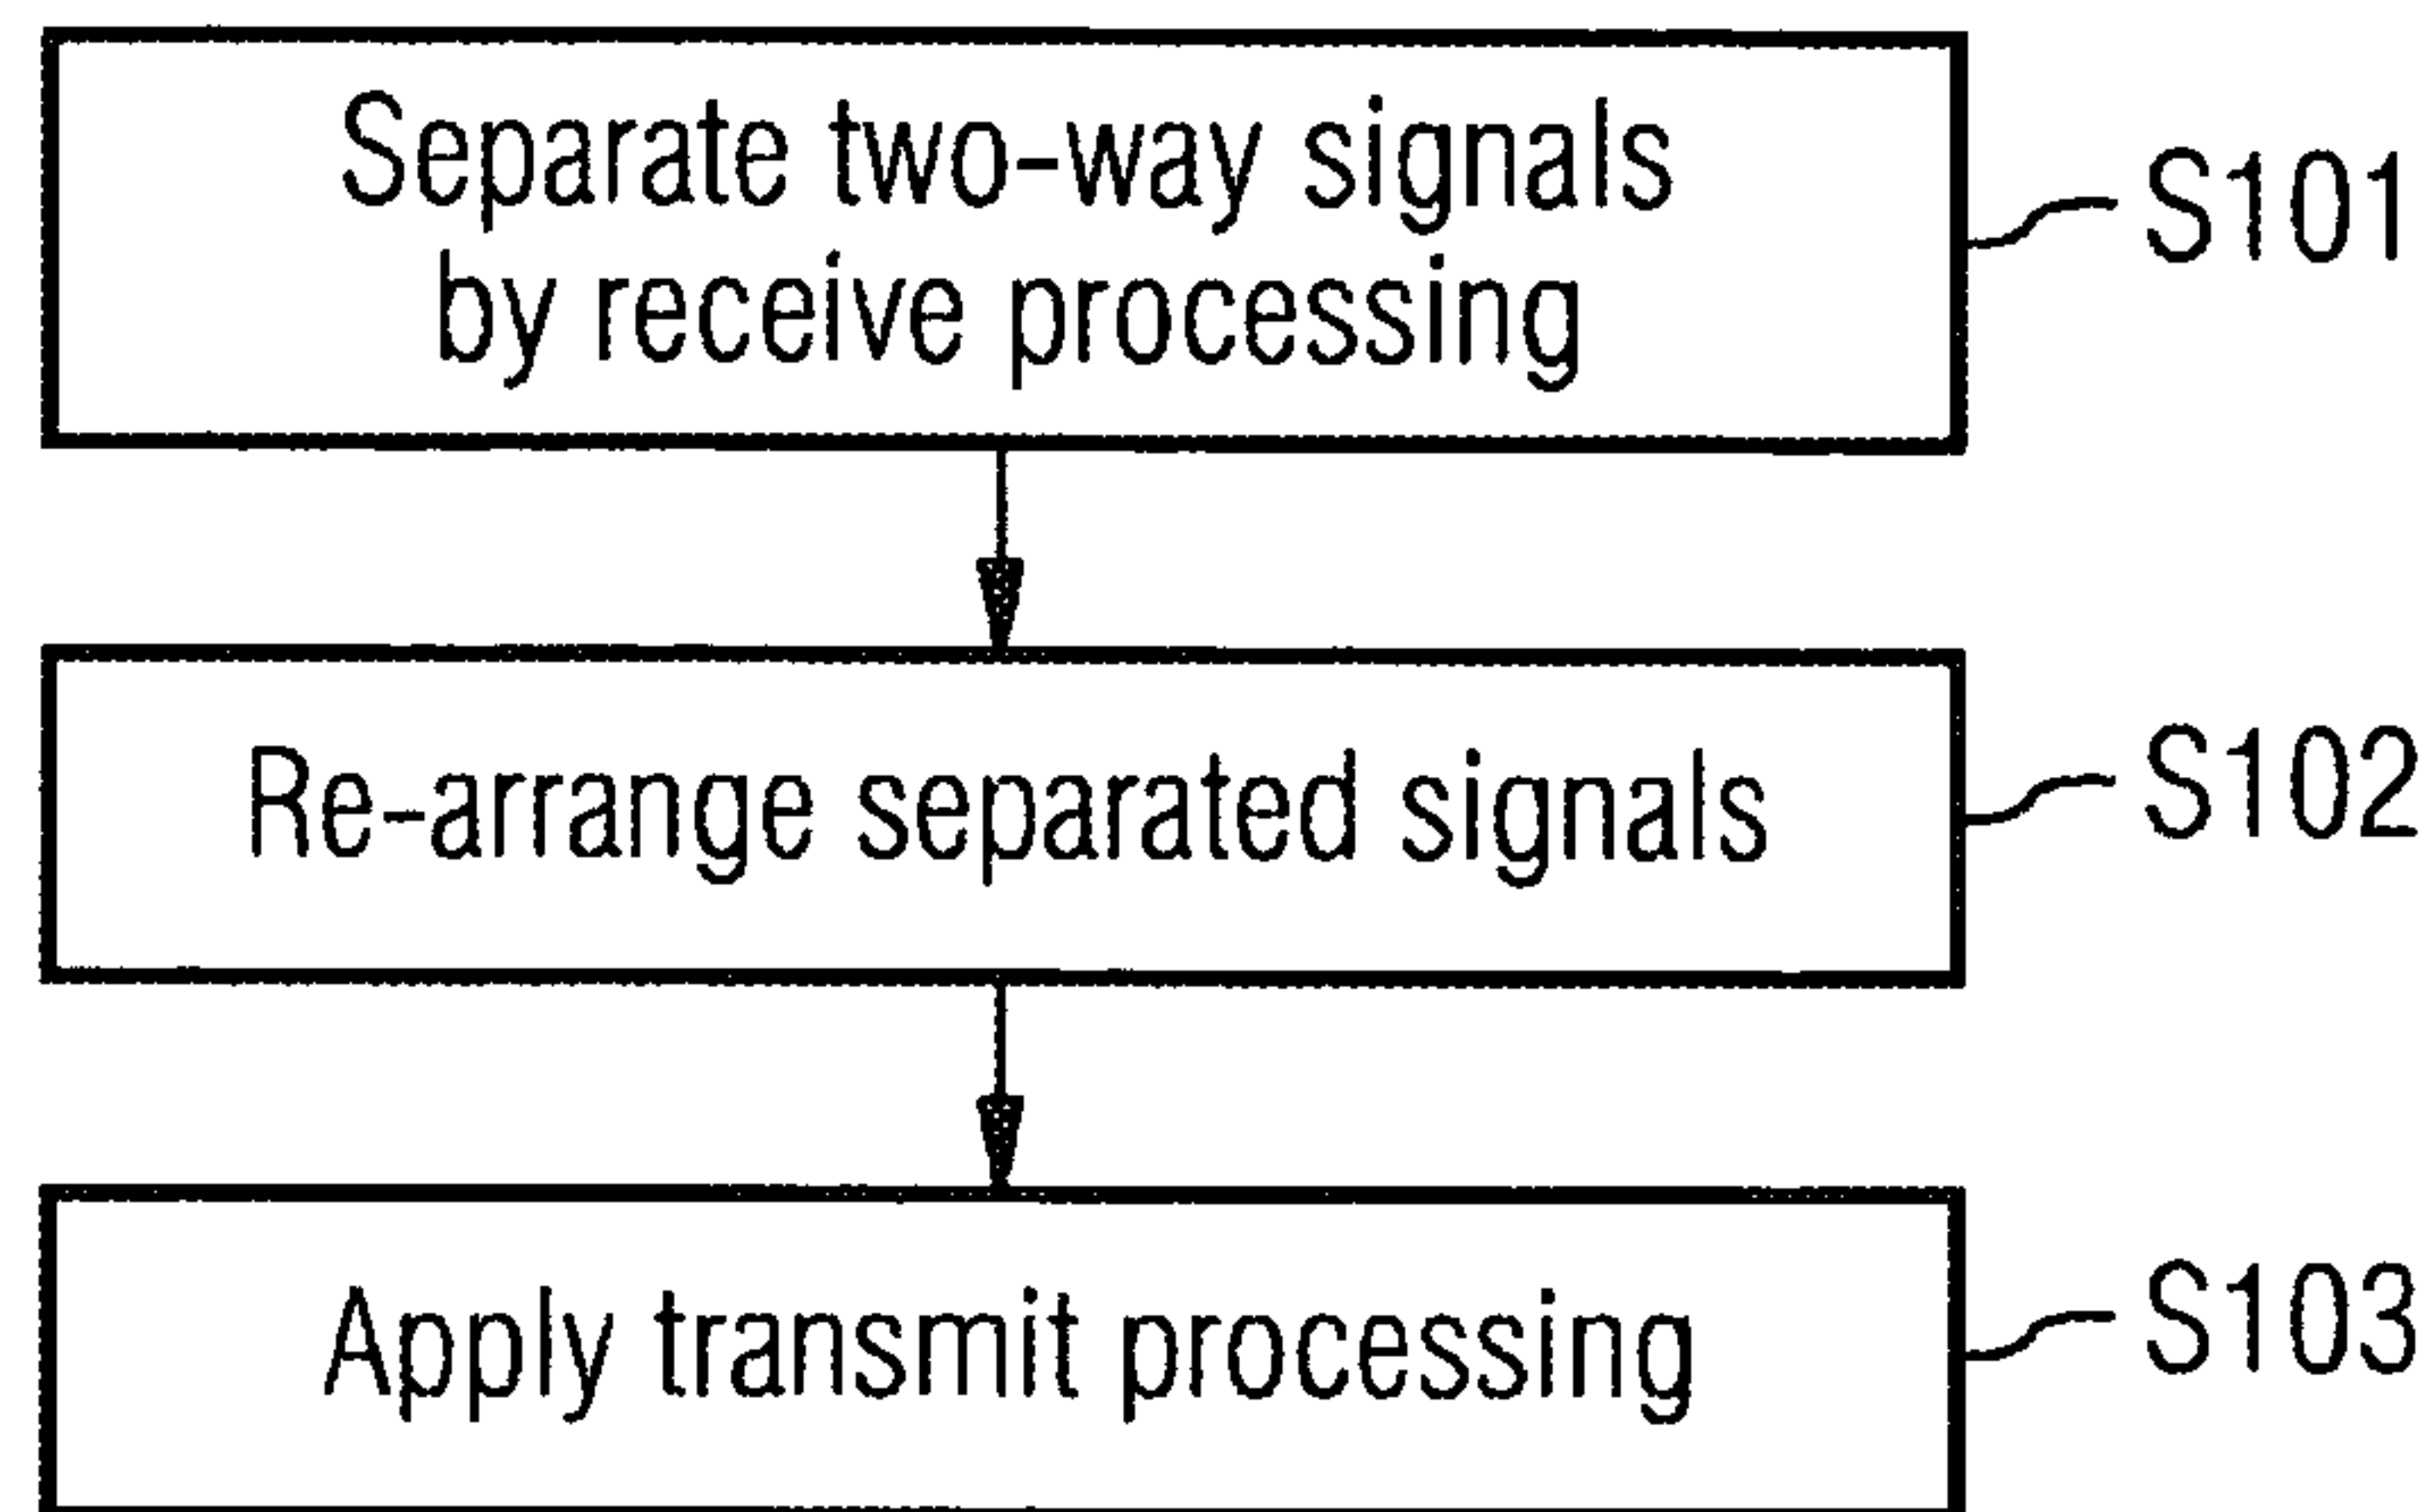 Separate two-way signals
by receive processing
S101
Re-arrange separated signals
S102
Apply transmit processing
S103